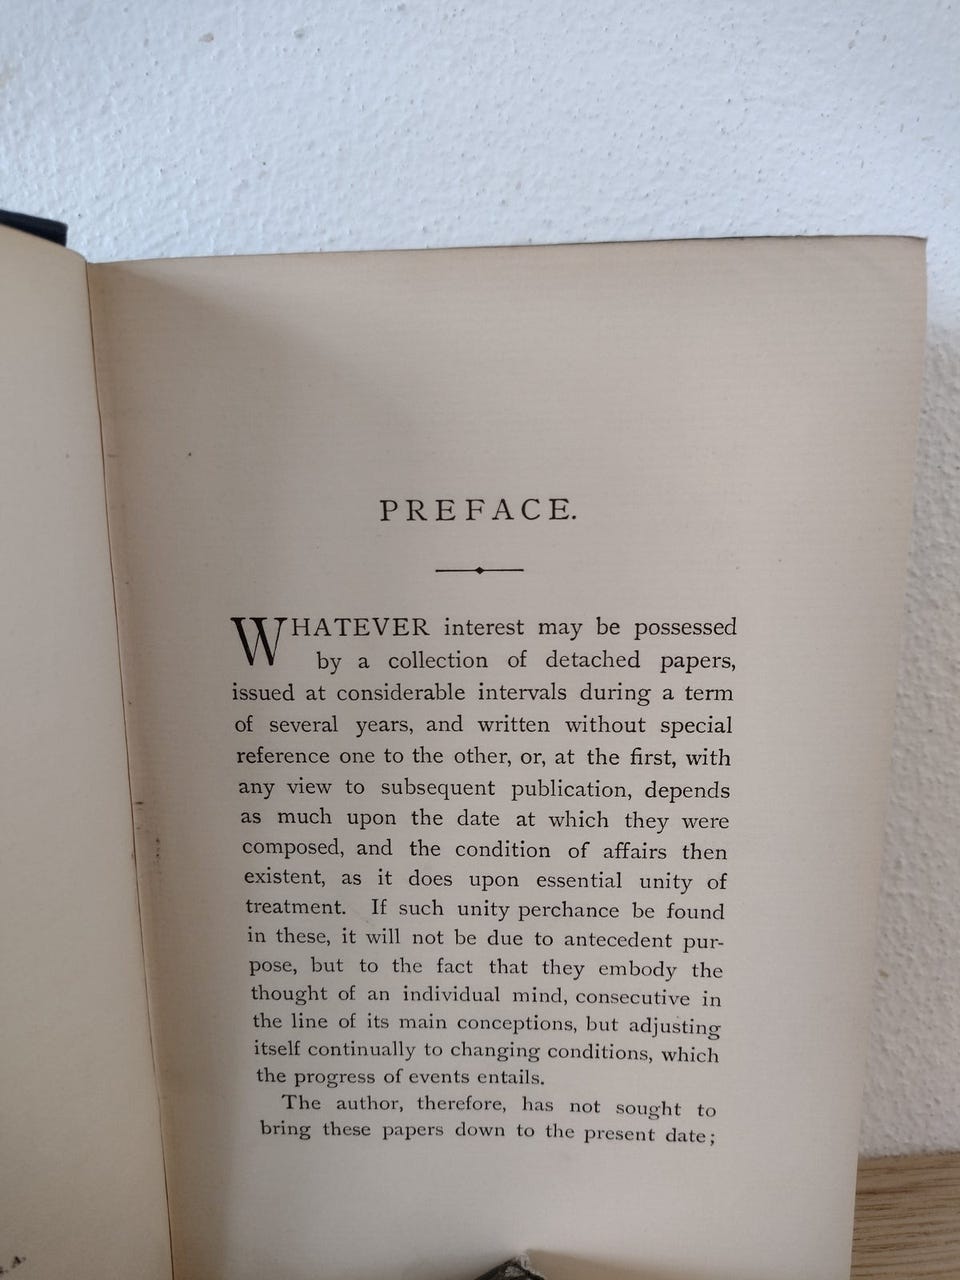 PREFACE.
WHATEVER interest may be possessed
by a collection of detached papers,
issued at considerable intervals during a term
of several years, and written without special
reference one to the other, or, at the first, with
any view to subsequent publication, depends
as much upon the date at which they were
composed, and the condition of affairs then
existent, as it does upon essential unity of
treatment. If such unity perchance be found
in these, it will not be due to antecedent pur-
pose, but to the fact that they embody the
thought of an individual mind, consecutive in
the line of its main conceptions, but adjusting
itself continually to changing conditions, which
the progress of events entails.
The author, therefore, has not sought to
bring these papers down to the present date;